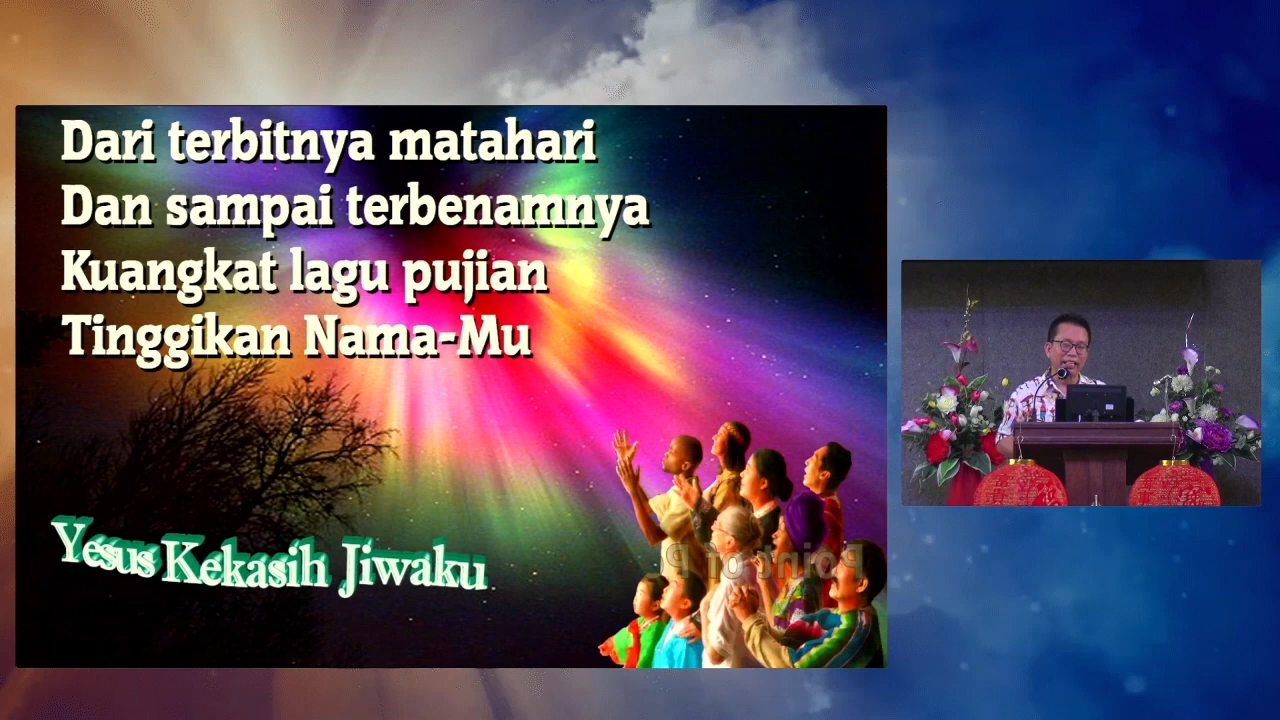 Dari terbitnya matahari
Dan sampai terbenamnya
Kuangkat lagu pujian
Tinggikan Nama-Mu
Yesus Kekasih Jiwaku